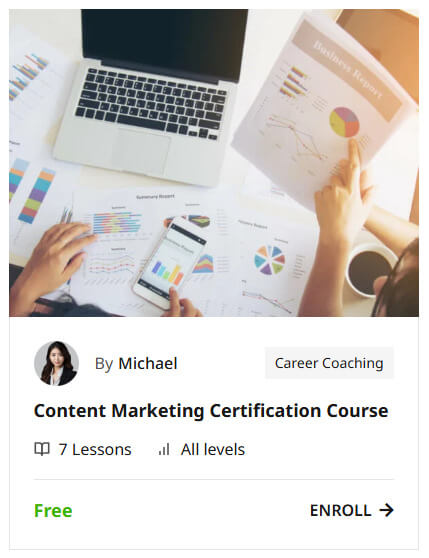 Business Report
Summary Report
By Michael
Career Coaching
Content Marketing Certification Course
7 Lessons
All levels
Free
ENROLL